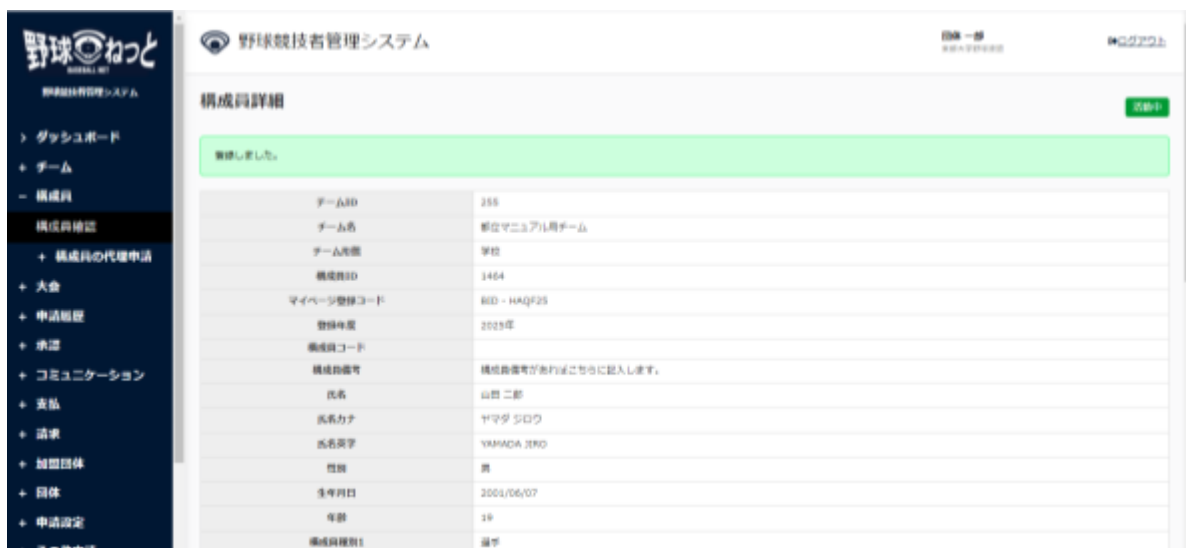 野球ねっと
BASEBALL NET
野球競技者管理システム
> ダッシュボード
+ チーム
− 構成員
構成員確認
+ 構成員の代理申請
+ 大会
+ 申請履歴
+ 承認
+ コミュニケーション
+ 支払
+ 請求
+ 加盟団体
+ 団体
+ 申請設定
野球競技者管理システム
ログアウト
構成員詳細
活動中
登録しました。
チームID 255
チーム名 都立マニュアル用チーム
チーム形態 学校
構成員ID 1464
マイページ登録コード BID - HAQF25
登録年度
構成員コード
構成員備考 構成員備考があればこちらに記入します。
氏名 山田 二郎
氏名カナ ヤマダ ジロウ
氏名英字 YAMADA JIRO
性別 男
生年月日 2001/06/07
年齢 19
構成員種別1 選手